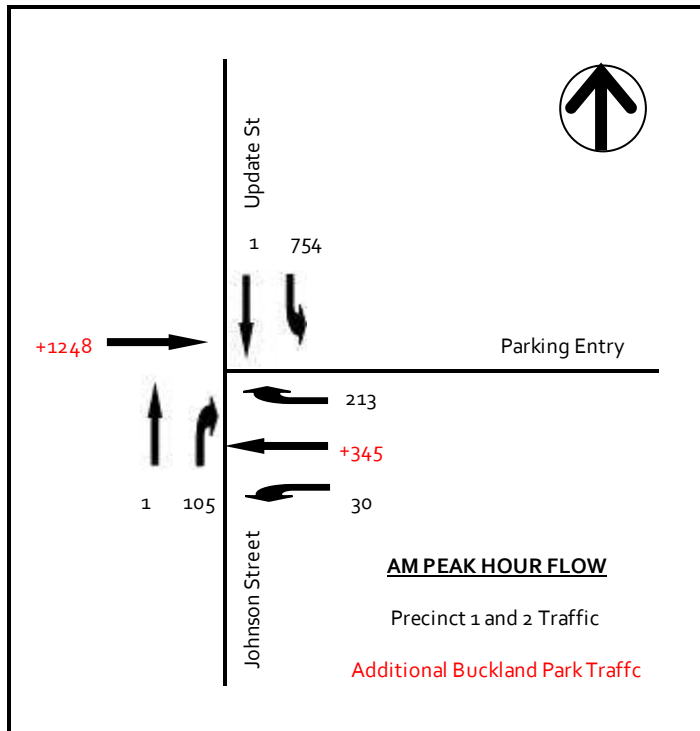 Update St
1 754
+1248
Parking Entry
213
+345
1 105
30
Johnson Street
AM PEAK HOUR FLOW
Precinct 1 and 2 Traffic
Additional Buckland Park Traffc